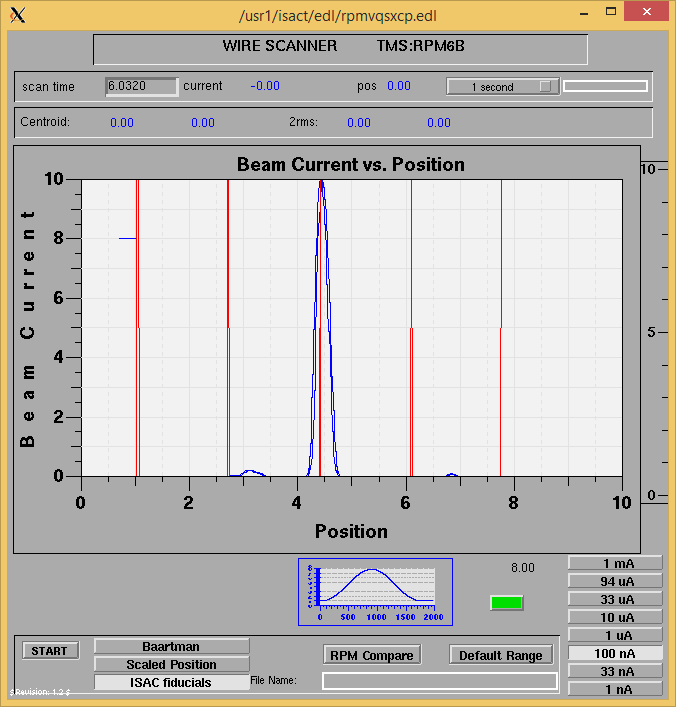 /usr1/isact/edl/rpmvqsxcp.edl
WIRE SCANNER TMS:RPM6B
scan time 6.0320 current -0.00 pos 0.00 1 second
Centroid: 0.00 0.00 2rms: 0.00 0.00
Beam Current vs. Position
10
8
6
4
2
0
Beam Current
0 2 4 6 8 10
Position
10
5
0
8
0 500 1000 1500 2000
8.00
1 mA
94 uA
33 uA
10 uA
1 uA
100 nA
33 nA
1 nA
START
Baartman
Scaled Position
ISAC fiducials
RPM Compare
Default Range
File Name:
$Revision: 1.2 $